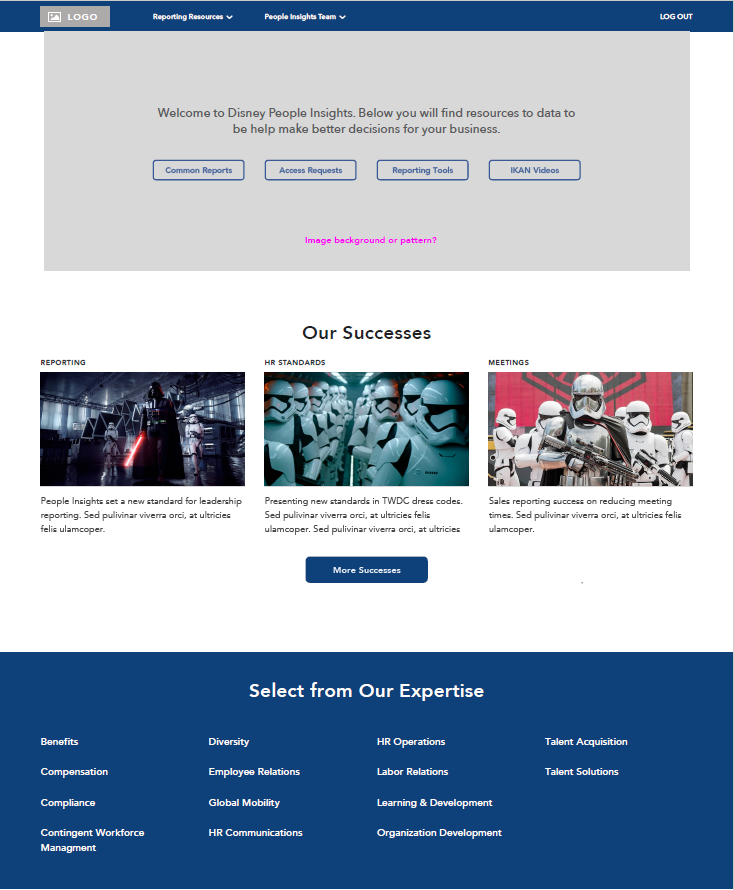 LOGO
Reporting Resources
People Insights Team
LOG OUT
Welcome to Disney People Insights. Below you will find resources to data to
be help make better decisions for your business.
Common Reports
Access Requests
Reporting Tools
IKAN Videos
Image background or pattern?
Our Successes
REPORTING
HR STANDARDS
MEETINGS
People Insights set a new standard for leadership
reporting. Sed pulivinar viverra orci, at ultricies
felis ulamcoper.
Presenting new standards in TWDC dress codes.
Sed pulivinar viverra orci, at ultricies felis
ulamcoper. Sed pulivinar viverra orci, at ultricies
Sales reporting success on reducing meeting
times. Sed pulivinar viverra orci, at ultricies felis
ulamcoper.
More Successes
Select from Our Expertise
Benefits
Diversity
HR Operations
Talent Acquisition
Compensation
Employee Relations
Labor Relations
Talent Solutions
Compliance
Global Mobility
Learning & Development
Contingent Workforce
Managment
HR Communications
Organization Development